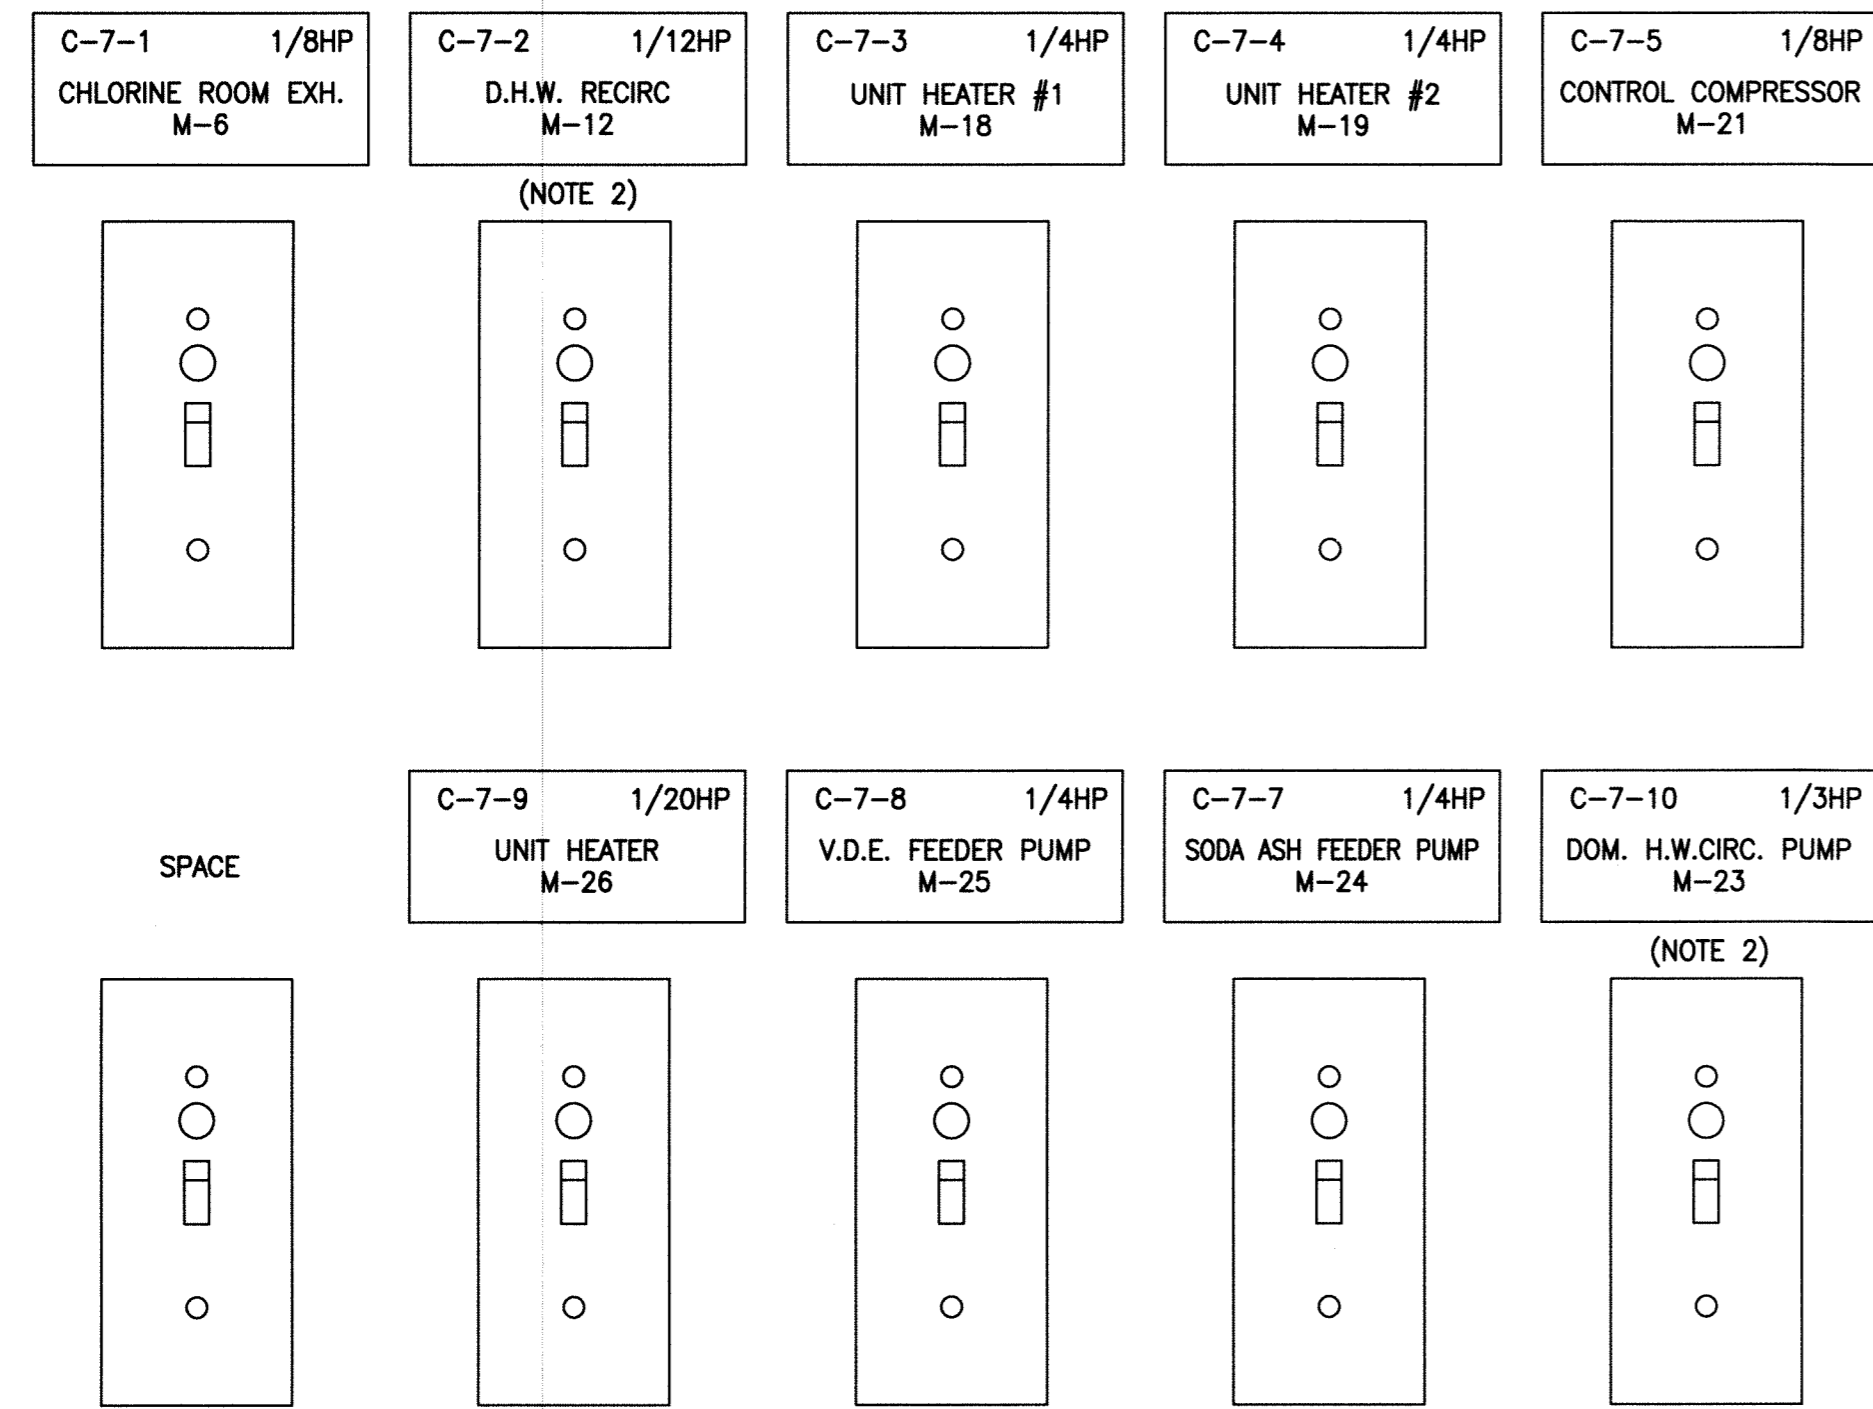 C-7-1 1/8HP
CHLORINE ROOM EXH.
M-6
C-7-2 1/12HP
D.H.W. RECIRC
M-12
(NOTE 2)
C-7-3 1/4HP
UNIT HEATER #1
M-18
C-7-4 1/4HP
UNIT HEATER #2
M-19
C-7-5 1/8HP
CONTROL COMPRESSOR
M-21
SPACE
C-7-9 1/20HP
UNIT HEATER
M-26
C-7-8 1/4HP
V.D.E. FEEDER PUMP
M-25
C-7-7 1/4HP
SODA ASH FEEDER PUMP
M-24
C-7-10 1/3HP
DOM. H.W.CIRC. PUMP
M-23
(NOTE 2)